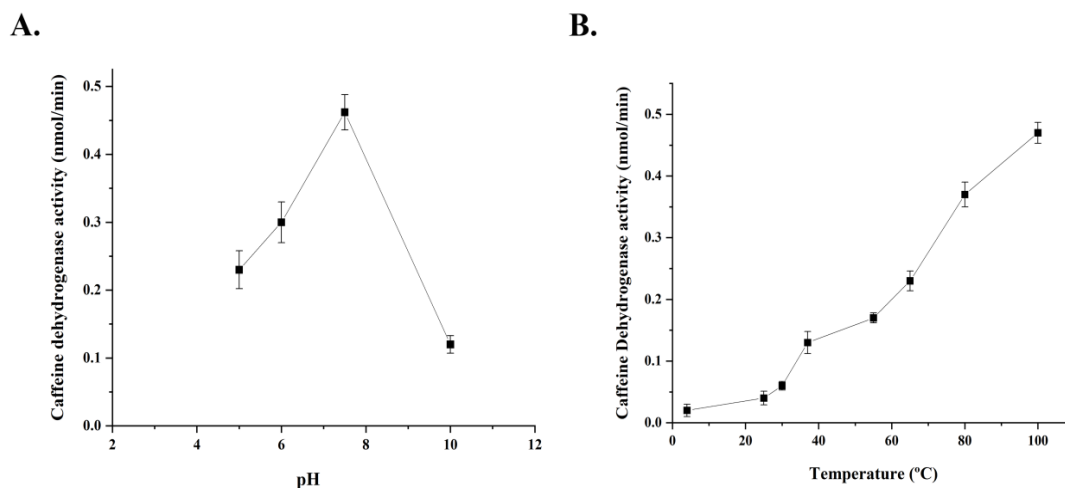 A.
B.
Caffeine dehydrogenase activity (nmol/min)
0.5
0.4
0.3
0.2
0.1
0.0
2 4 6 8 10 12
pH
Caffeine Dehydrogenase activity (nmol/min)
0.5
0.4
0.3
0.2
0.1
0.0
0 20 40 60 80 100
Temperature (ºC)